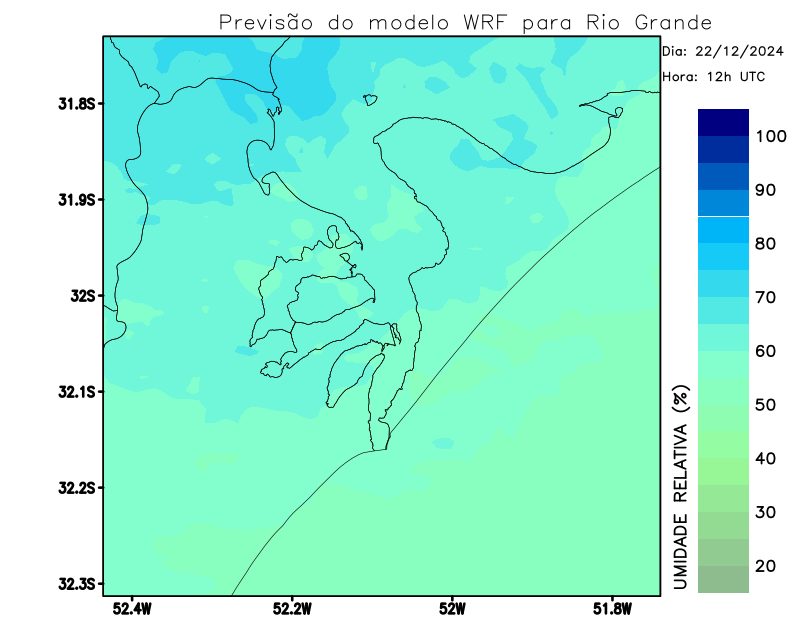 Previsão do modelo WRF para Rio Grande
Dia: 22/12/2024
Hora: 12h UTC
31.8S
31.9S
32S
32.1S
32.2S
32.3S
52.4W
52.2W
52W
51.8W
100
90
80
70
60
50
40
30
20
UMIDADE RELATIVA (%)